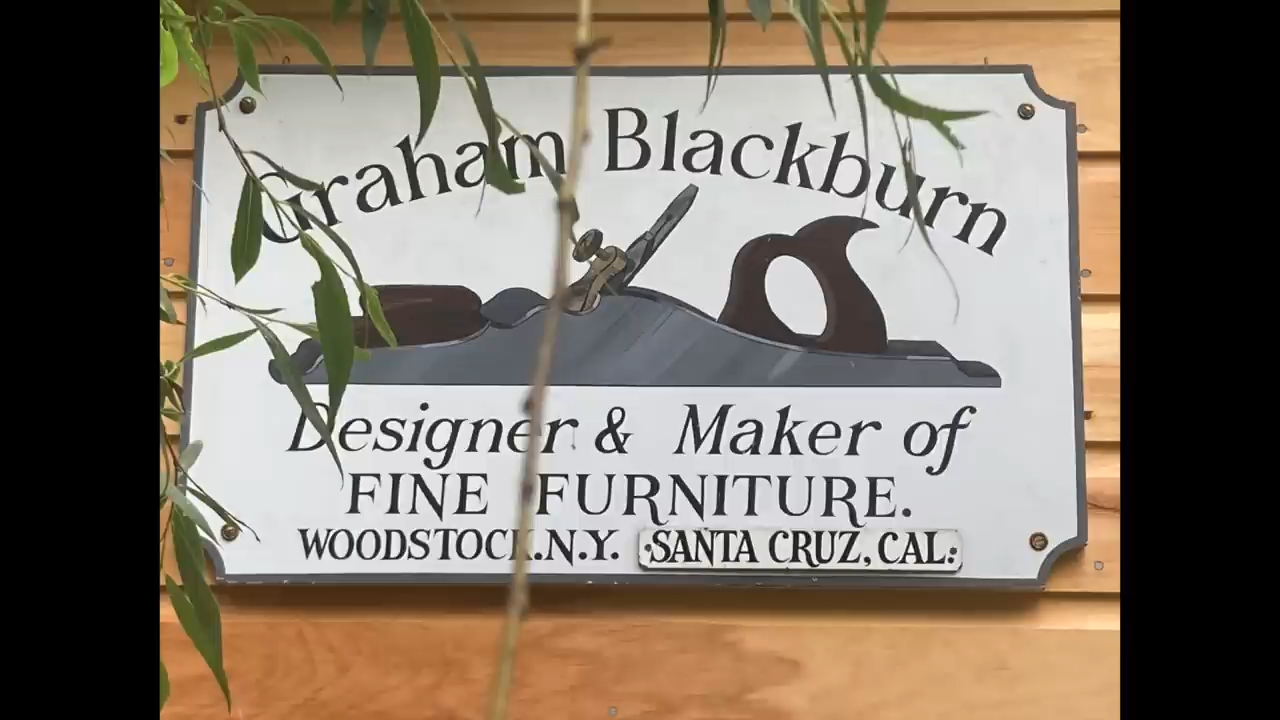 Graham Blackburn
Designer & Maker of
FINE FURNITURE.
WOODSTOCK.N.Y. :SANTA CRUZ, CAL: